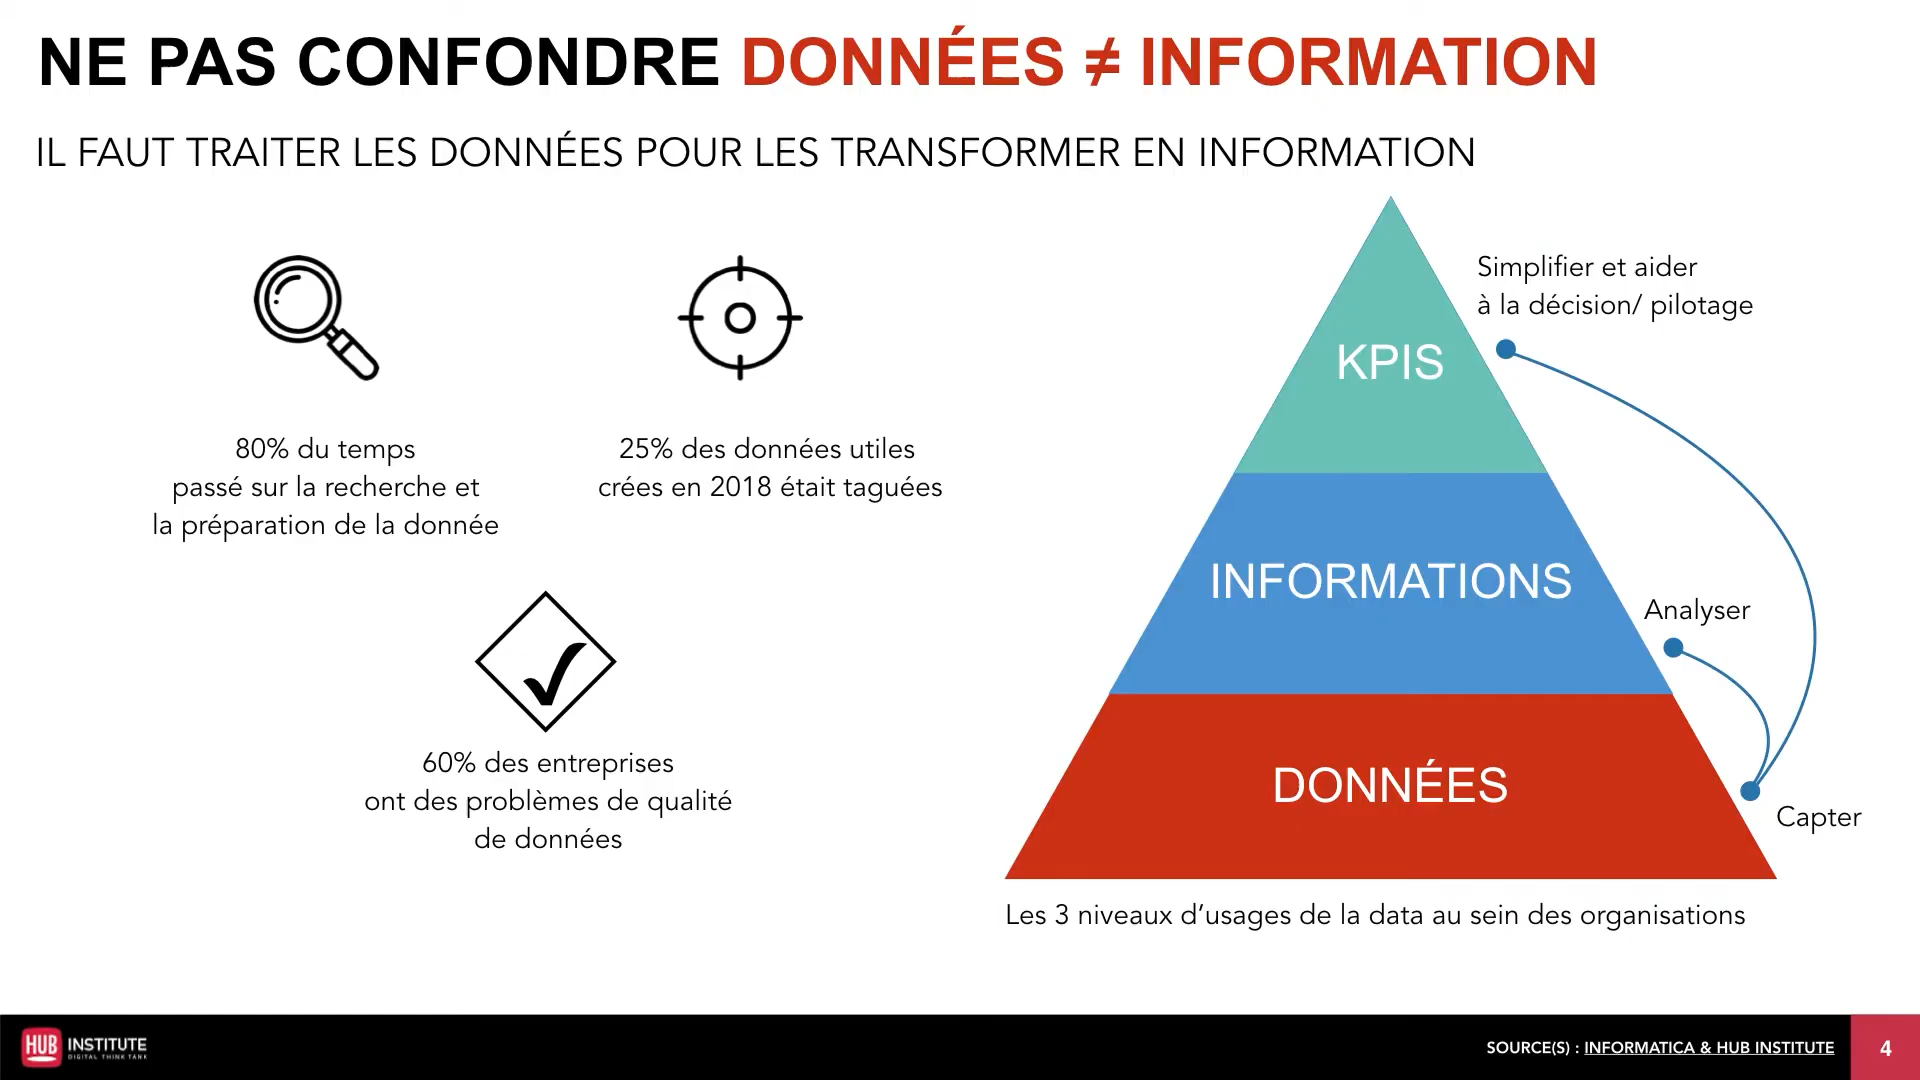 NE PAS CONFONDRE DONNÉES ≠ INFORMATION
IL FAUT TRAITER LES DONNÉES POUR LES TRANSFORMER EN INFORMATION
80% du temps
passé sur la recherche et
la préparation de la donnée
25% des données utiles
crées en 2018 était taguées
60% des entreprises
ont des problèmes de qualité
de données
Simplifier et aider
à la décision/ pilotage
KPIS
INFORMATIONS
Analyser
DONNÉES
Capter
Les 3 niveaux d’usages de la data au sein des organisations
HUB INSTITUTE
DIGITAL THINK TANK
SOURCE(S) : INFORMATICA & HUB INSTITUTE
4